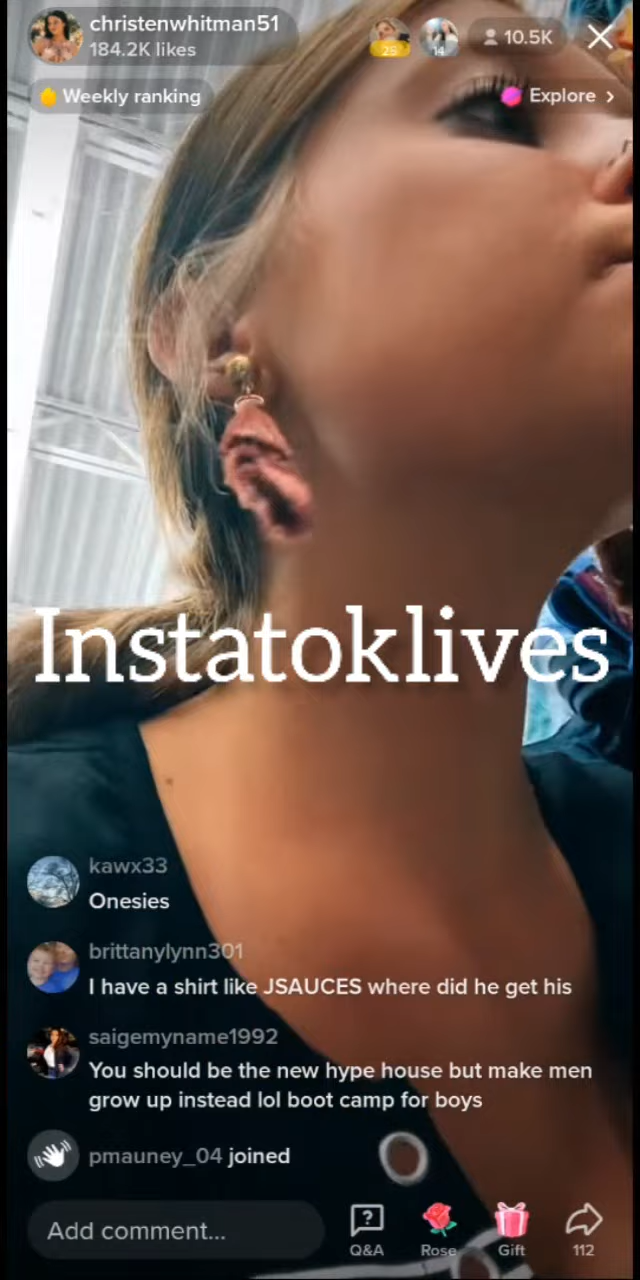 christenwhitman51
184.2K likes
29
14
10.5K
Weekly ranking
Explore
Instatoklives
kawx33
Onesies
brittanylynn301
I have a shirt like JSAUCES where did he get his
saigemyname1992
You should be the new hype house but make men
grow up instead lol boot camp for boys
pmauney_04 joined
Add comment...
Q&A
Rose
Gift
112